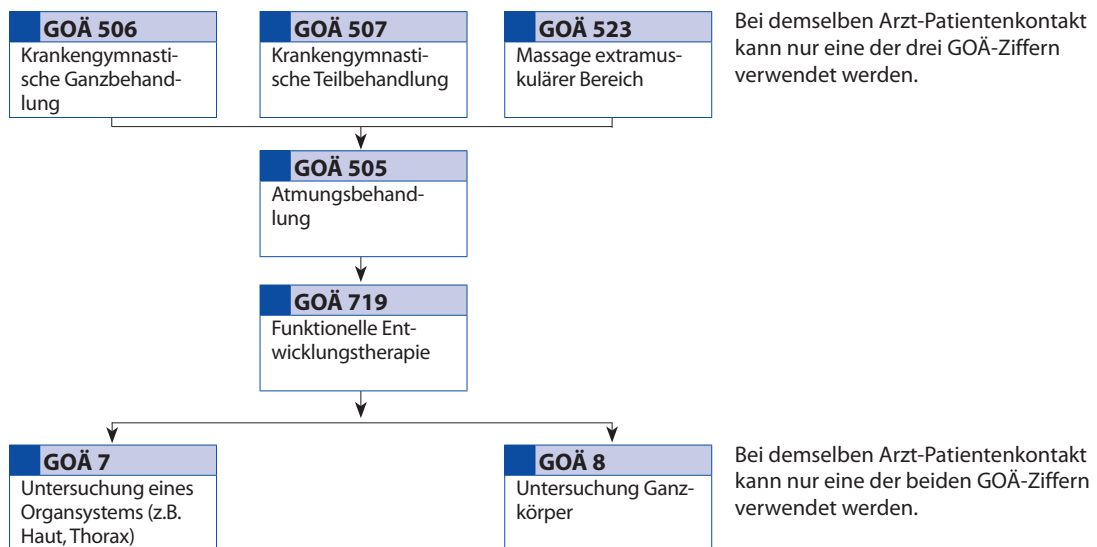 GOÄ 506
Krankengymnasti-
sche Ganzbehand-
lung
GOÄ 507
Krankengymnasti-
sche Teilbehandlung
GOÄ 523
Massage extramus-
kulärer Bereich
Bei demselben Arzt-Patientenkontakt
kann nur eine der drei GOÄ-Ziffern
verwendet werden.
GOÄ 505
Atmungsbehand-
lung
GOÄ 719
Funktionelle Ent-
wicklungstherapie
GOÄ 7
Untersuchung eines
Organsystems (z.B.
Haut, Thorax)
GOÄ 8
Untersuchung Ganz-
körper
Bei demselben Arzt-Patientenkontakt
kann nur eine der beiden GOÄ-Ziffern
verwendet werden.